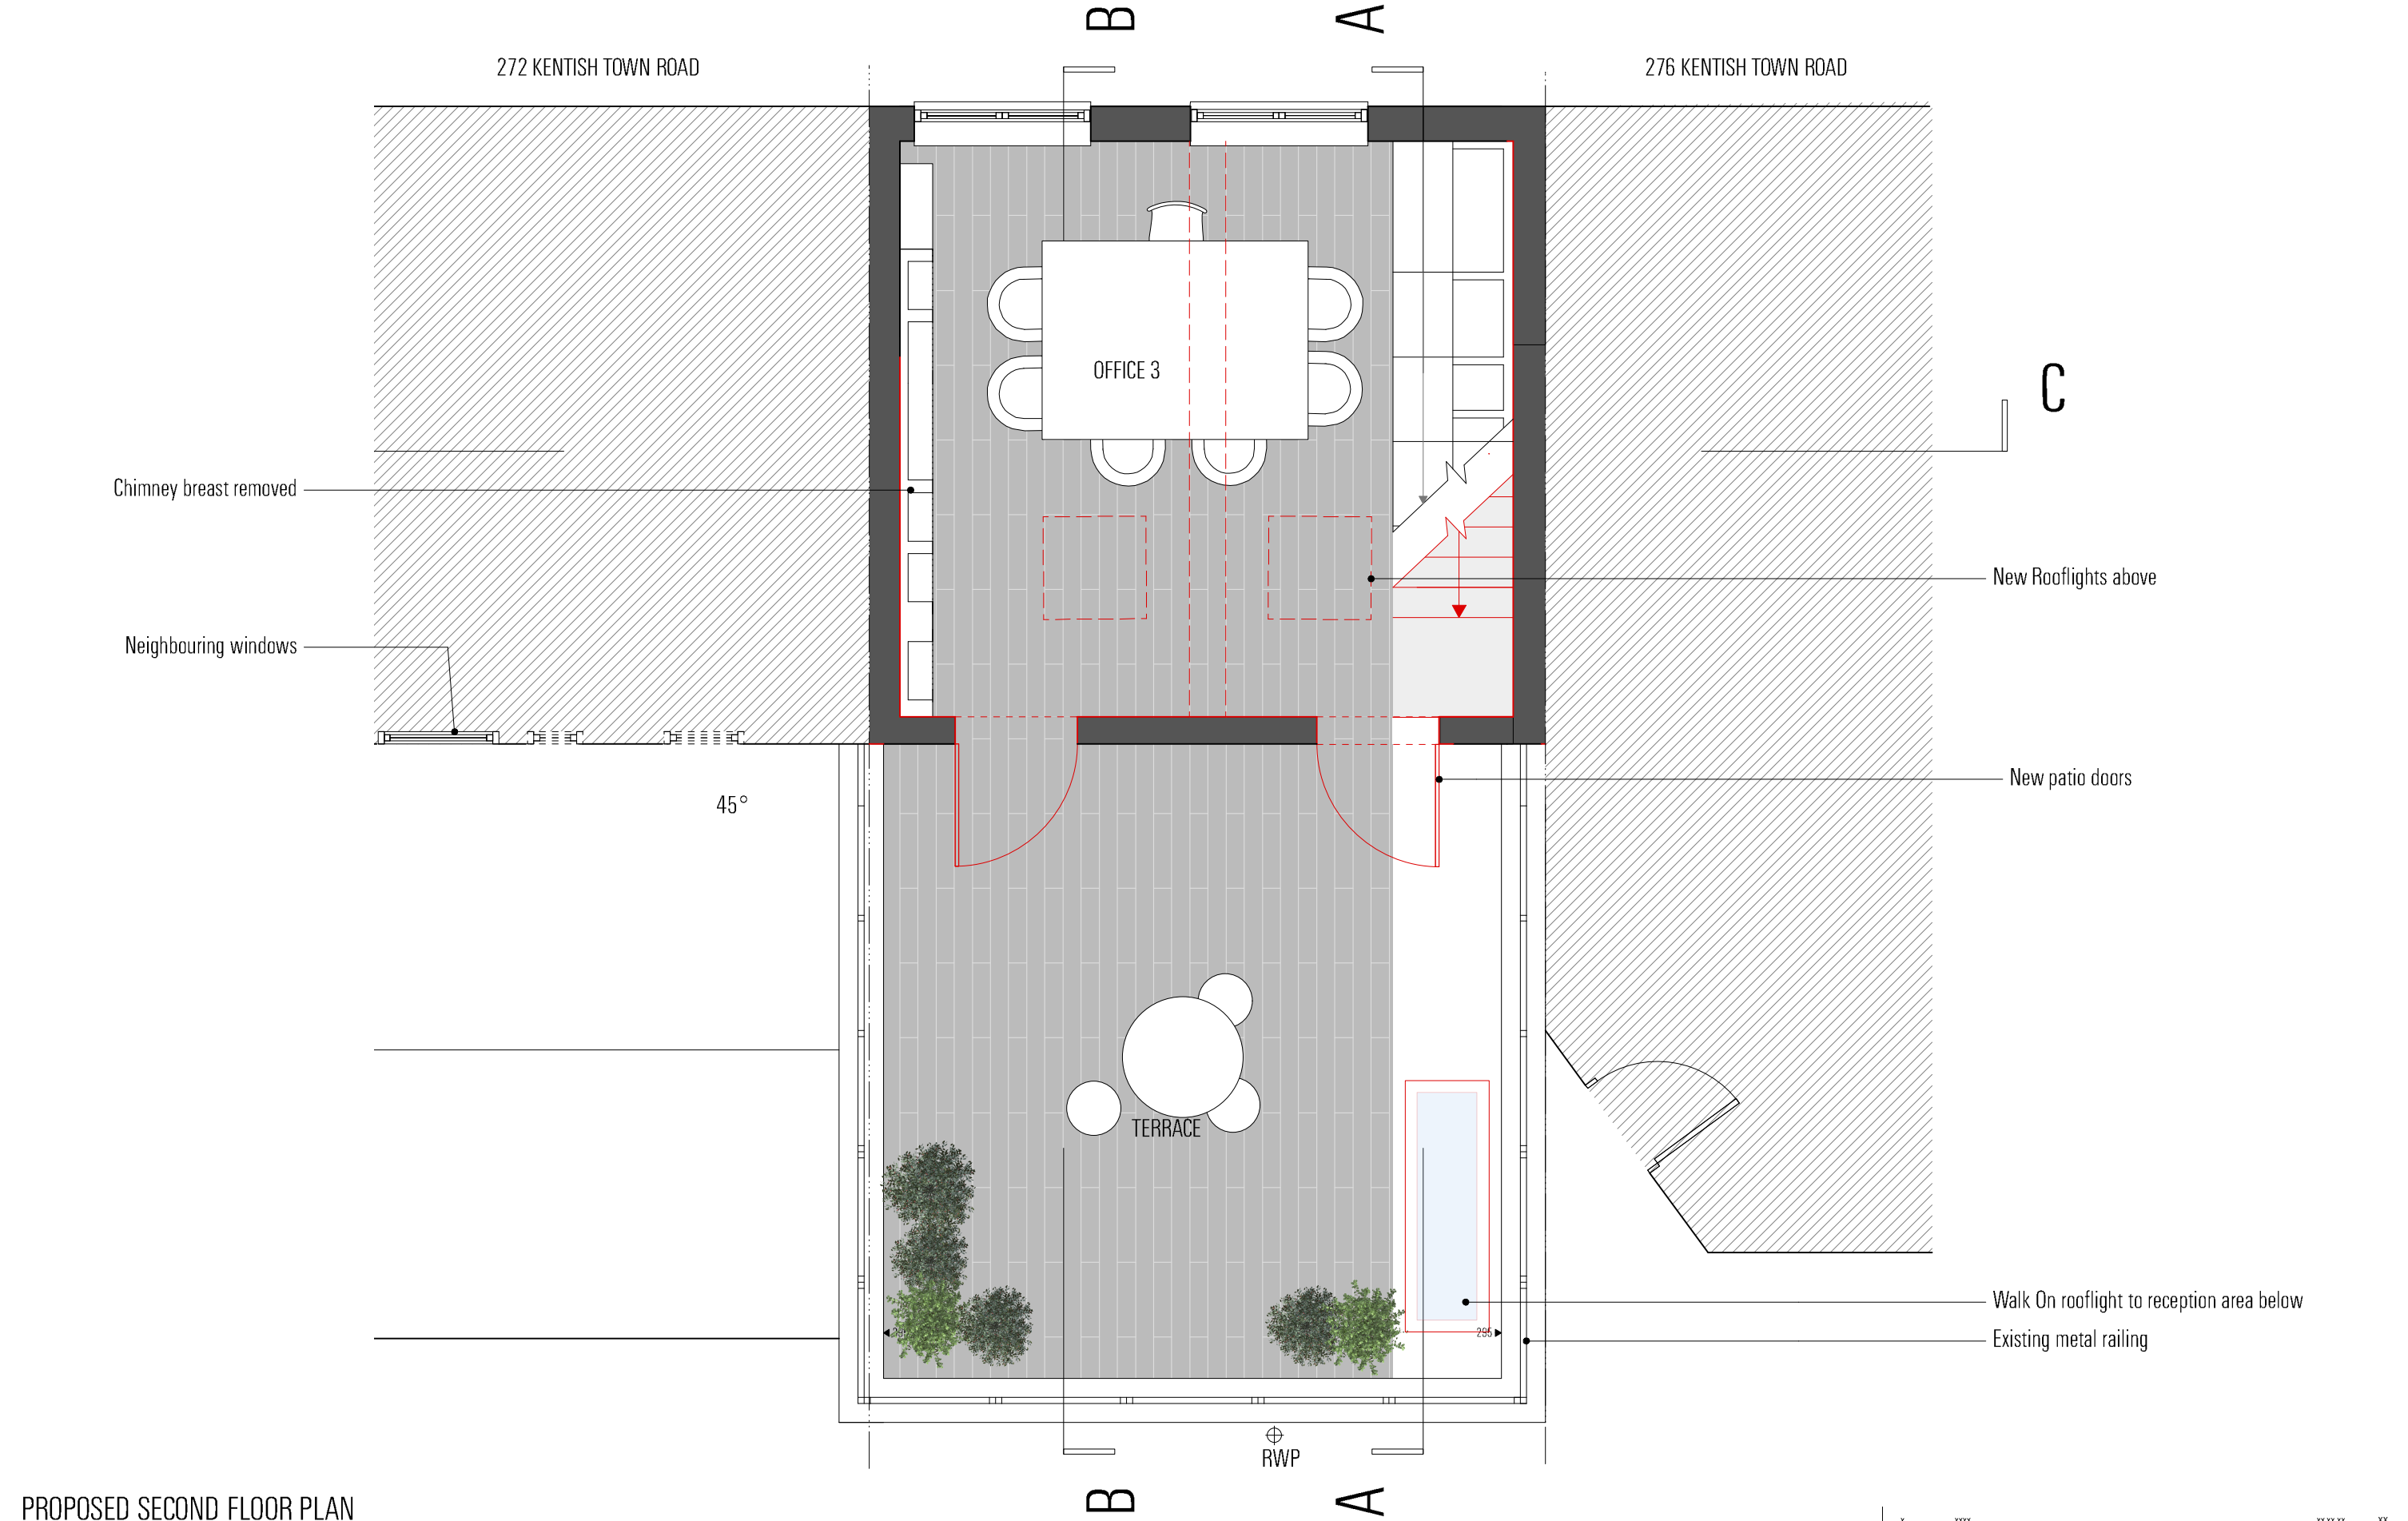 B
A
272 KENTISH TOWN ROAD
276 KENTISH TOWN ROAD
C
OFFICE 3
Chimney breast removed
New Rooflights above
Neighbouring windows
New patio doors
45°
TERRACE
Walk On rooflight to reception area below
295
Existing metal railing
RWP
B
A
PROPOSED SECOND FLOOR PLAN